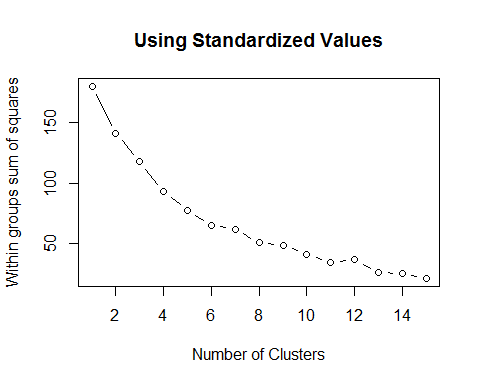 Using Standardized Values
Within groups sum of squares
150
100
50
2 4 6 8 10 12 14
Number of Clusters